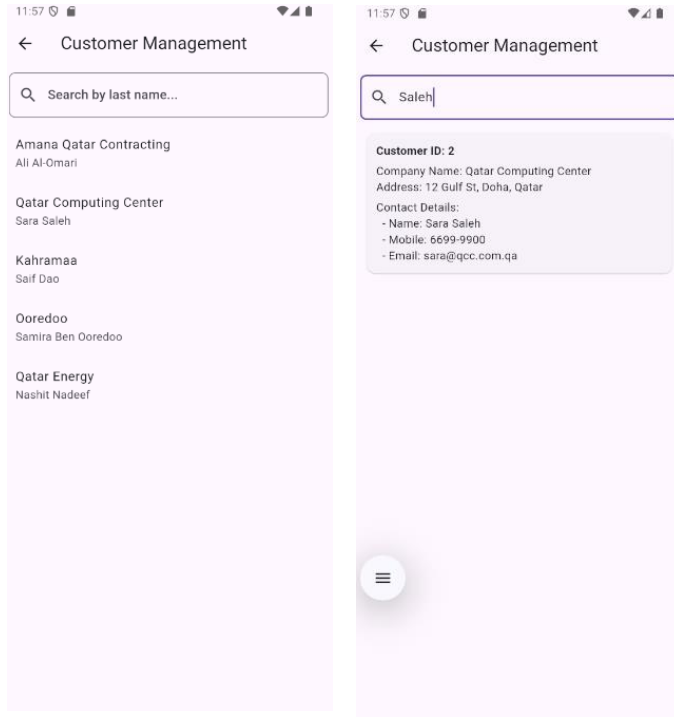 11:57
Customer Management
Search by last name...
Amana Qatar Contracting
Ali Al-Omari
Qatar Computing Center
Sara Saleh
Kahramaa
Saif Dao
Ooredoo
Samira Ben Ooredoo
Qatar Energy
Nashit Nadeef
11:57
Customer Management
Saleh
Customer ID: 2
Company Name: Qatar Computing Center
Address: 12 Gulf St, Doha, Qatar
Contact Details:
- Name: Sara Saleh
- Mobile: 6699-9900
- Email: sara@qcc.com.qa